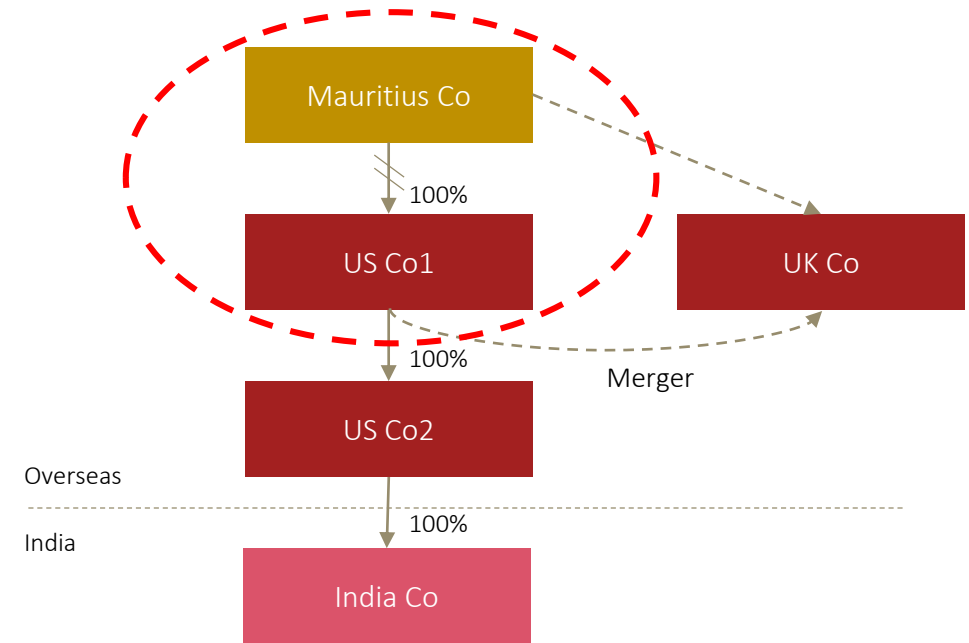 Mauritius Co
100%
US Co1
UK Co
100%
Merger
US Co2
Overseas
100%
India
India Co